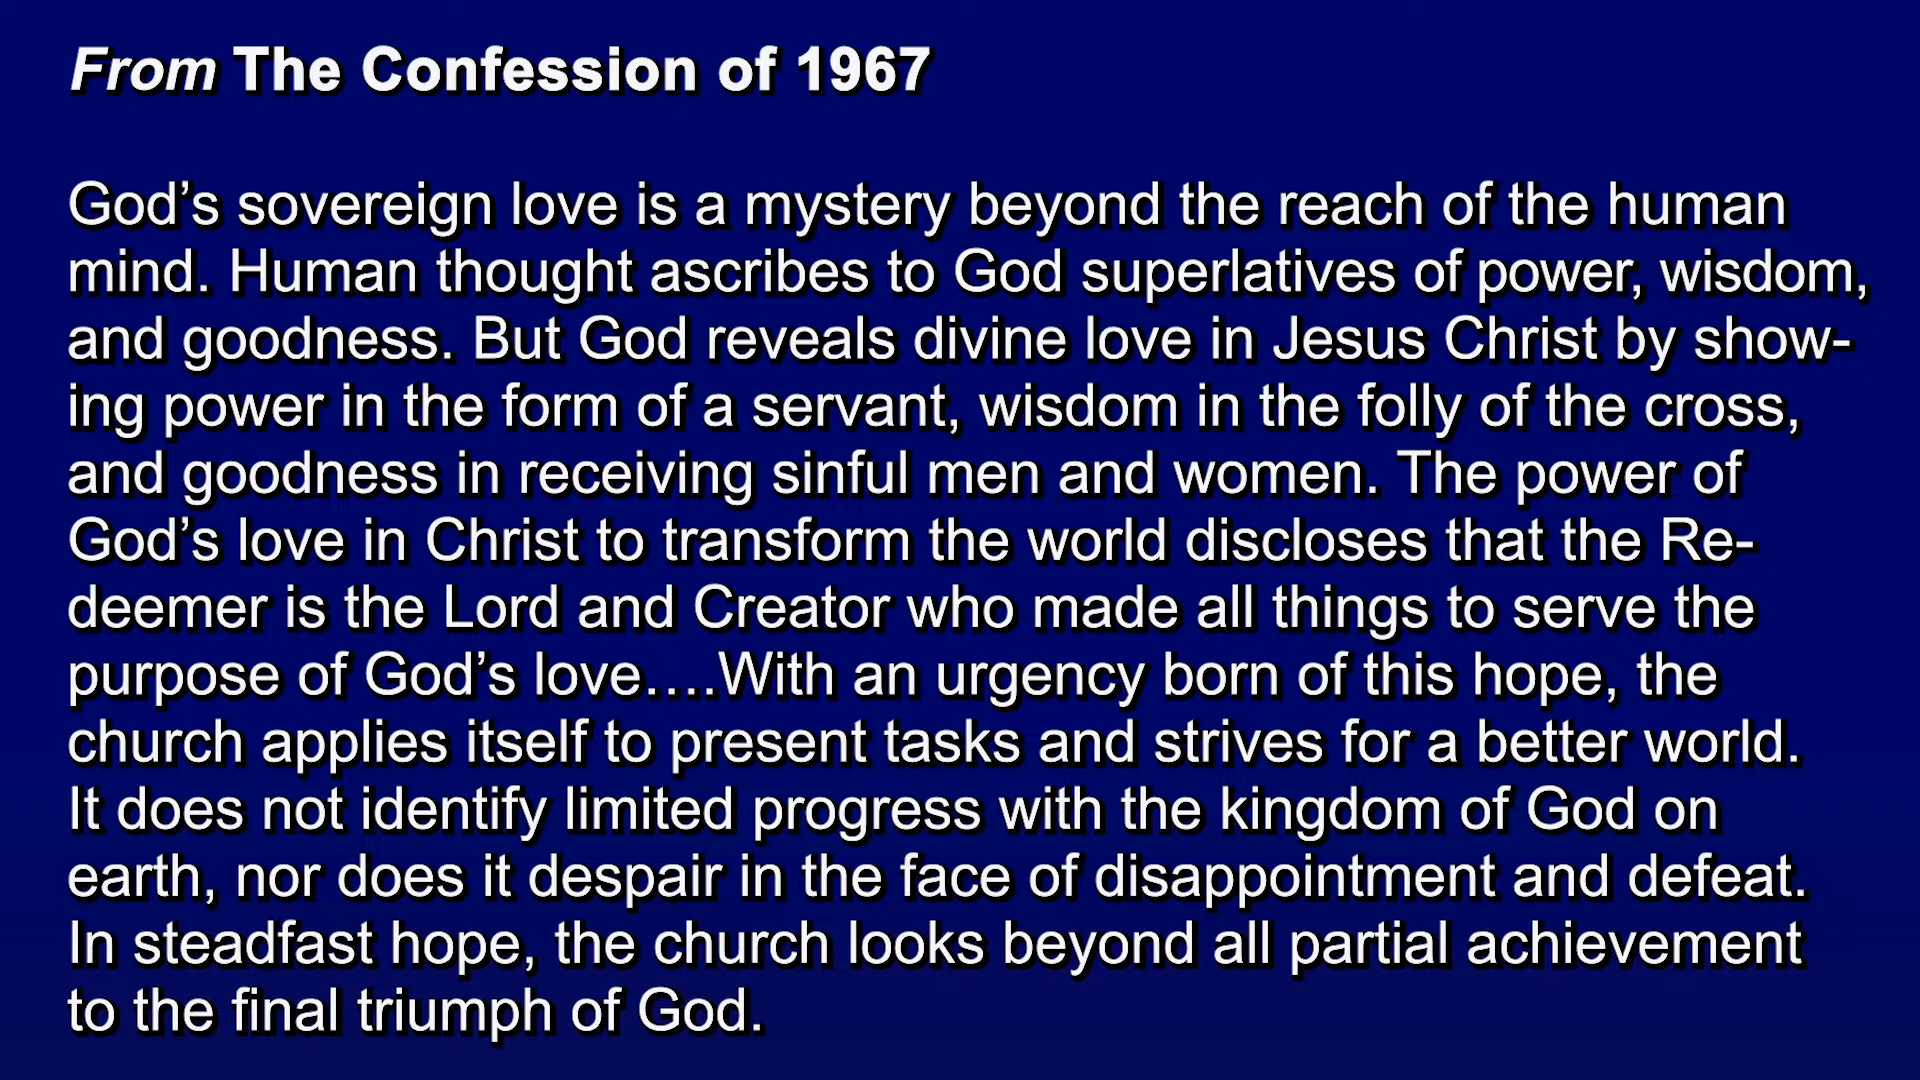 From The Confession of 1967
God’s sovereign love is a mystery beyond the reach of the human
mind. Human thought ascribes to God superlatives of power, wisdom,
and goodness. But God reveals divine love in Jesus Christ by show-
ing power in the form of a servant, wisdom in the folly of the cross,
and goodness in receiving sinful men and women. The power of
God’s love in Christ to transform the world discloses that the Re-
deemer is the Lord and Creator who made all things to serve the
purpose of God’s love….With an urgency born of this hope, the
church applies itself to present tasks and strives for a better world.
It does not identify limited progress with the kingdom of God on
earth, nor does it despair in the face of disappointment and defeat.
In steadfast hope, the church looks beyond all partial achievement
to the final triumph of God.